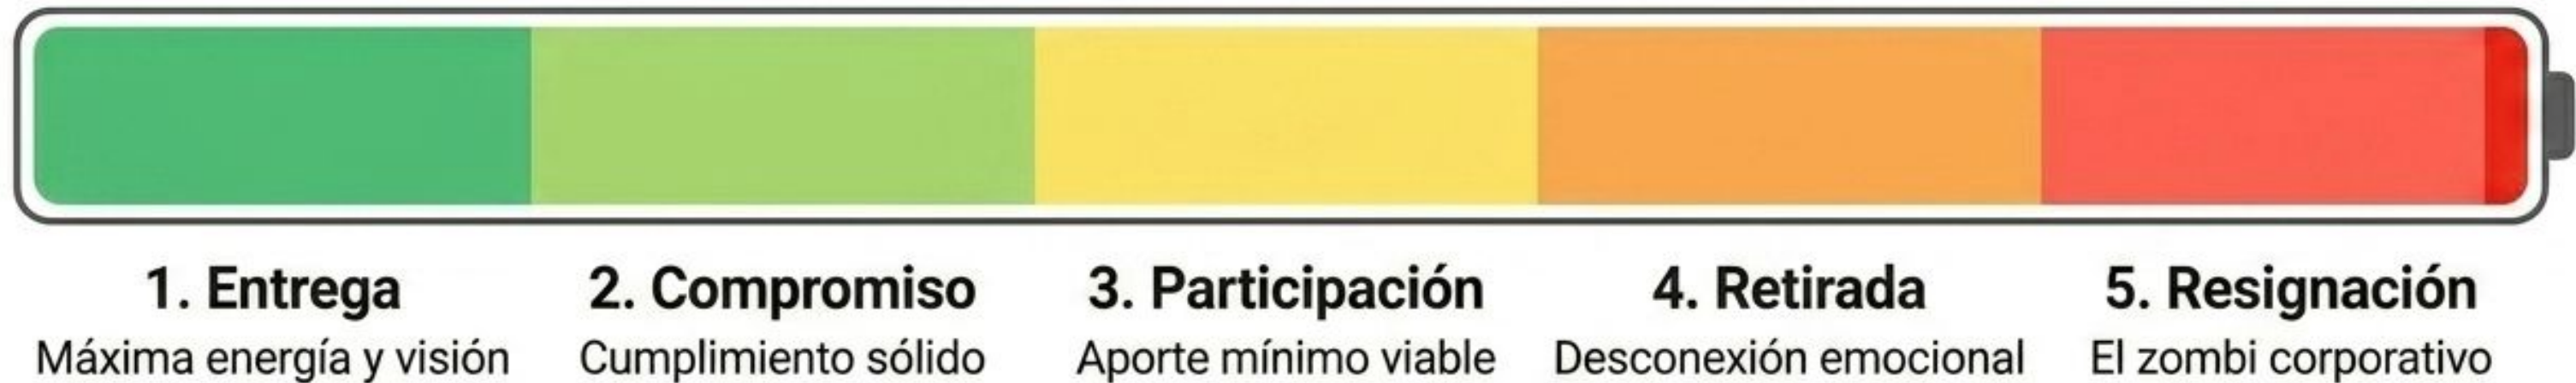 1. Entrega
Máxima energía y visión
2. Compromiso
Cumplimiento sólido
3. Participación
Aporte mínimo viable
4. Retirada
Desconexión emocional
5. Resignación
El zombi corporativo